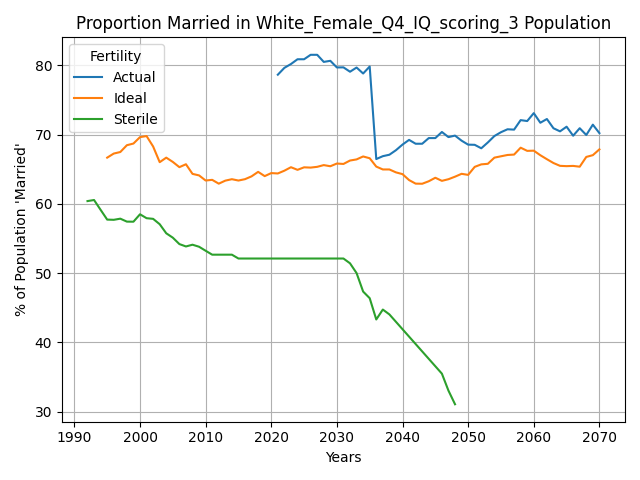 Proportion Married in White_Female_Q4_IQ_scoring_3 Population
Fertility
Actual
Ideal
Sterile
% of Population 'Married'
80
70
60
50
40
30
1990 2000 2010 2020 2030 2040 2050 2060 2070
Years